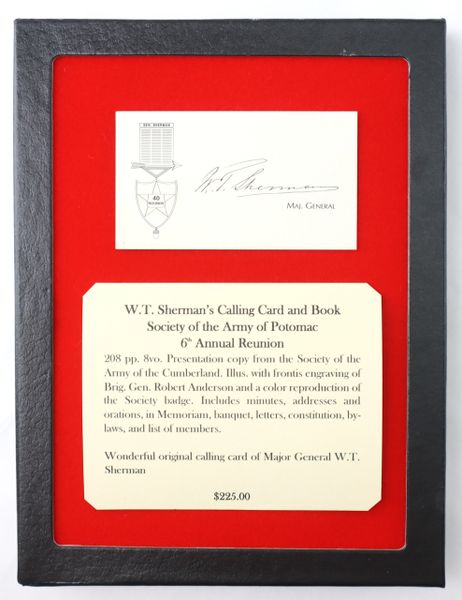 GEN. SHERMAN
40
W. T. Sherman
MAJ. GENERAL
W.T. Sherman's Calling Card and Book
Society of the Army of Potomac
6th Annual Reunion
208 pp. 8vo. Presentation copy from the Society of the
Army of the Cumberland. Illus. with frontis engraving of
Brig. Gen. Robert Anderson and a color reproduction of
the Society badge. Includes minutes, addresses and
orations, in Memoriam, banquet, letters, constitution, by-
laws, and list of members.
Wonderful original calling card of Major General W.T.
Sherman
$225.00